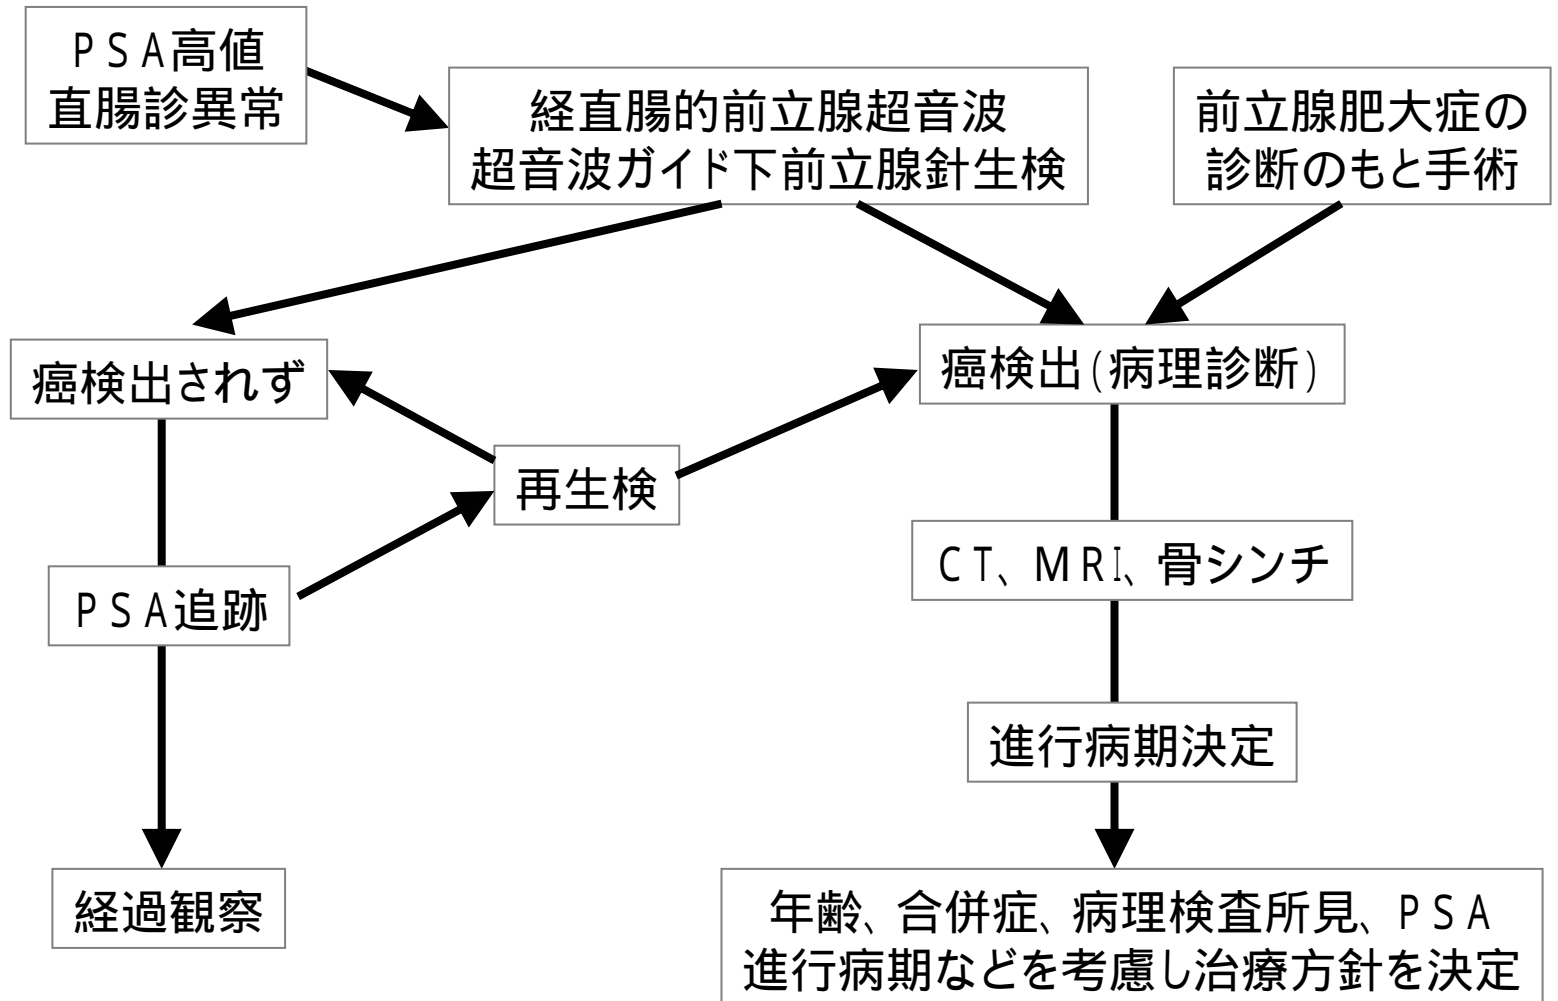 PSA高値
直腸診異常
経直腸的前立腺超音波
超音波ガイド下前立腺針生検
前立腺肥大症の
診断のもと手術
癌検出されず
癌検出(病理診断)
再生検
CT、MRI、骨シンチ
PSA追跡
進行病期決定
経過観察
年齢、合併症、病理検査所見、PSA
進行病期などを考慮し治療方針を決定